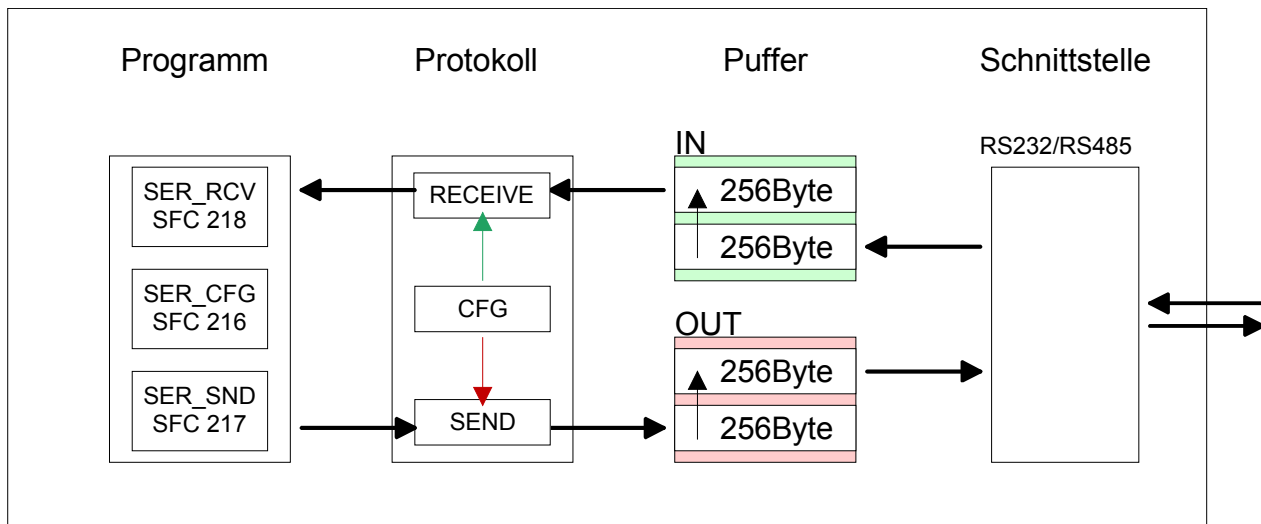 Programm
Protokoll
Puffer
Schnittstelle
SER_RCV
SFC 218
SER_CFG
SFC 216
SER_SND
SFC 217
RECEIVE
CFG
SEND
IN
256Byte
256Byte
OUT
256Byte
256Byte
RS232/RS485